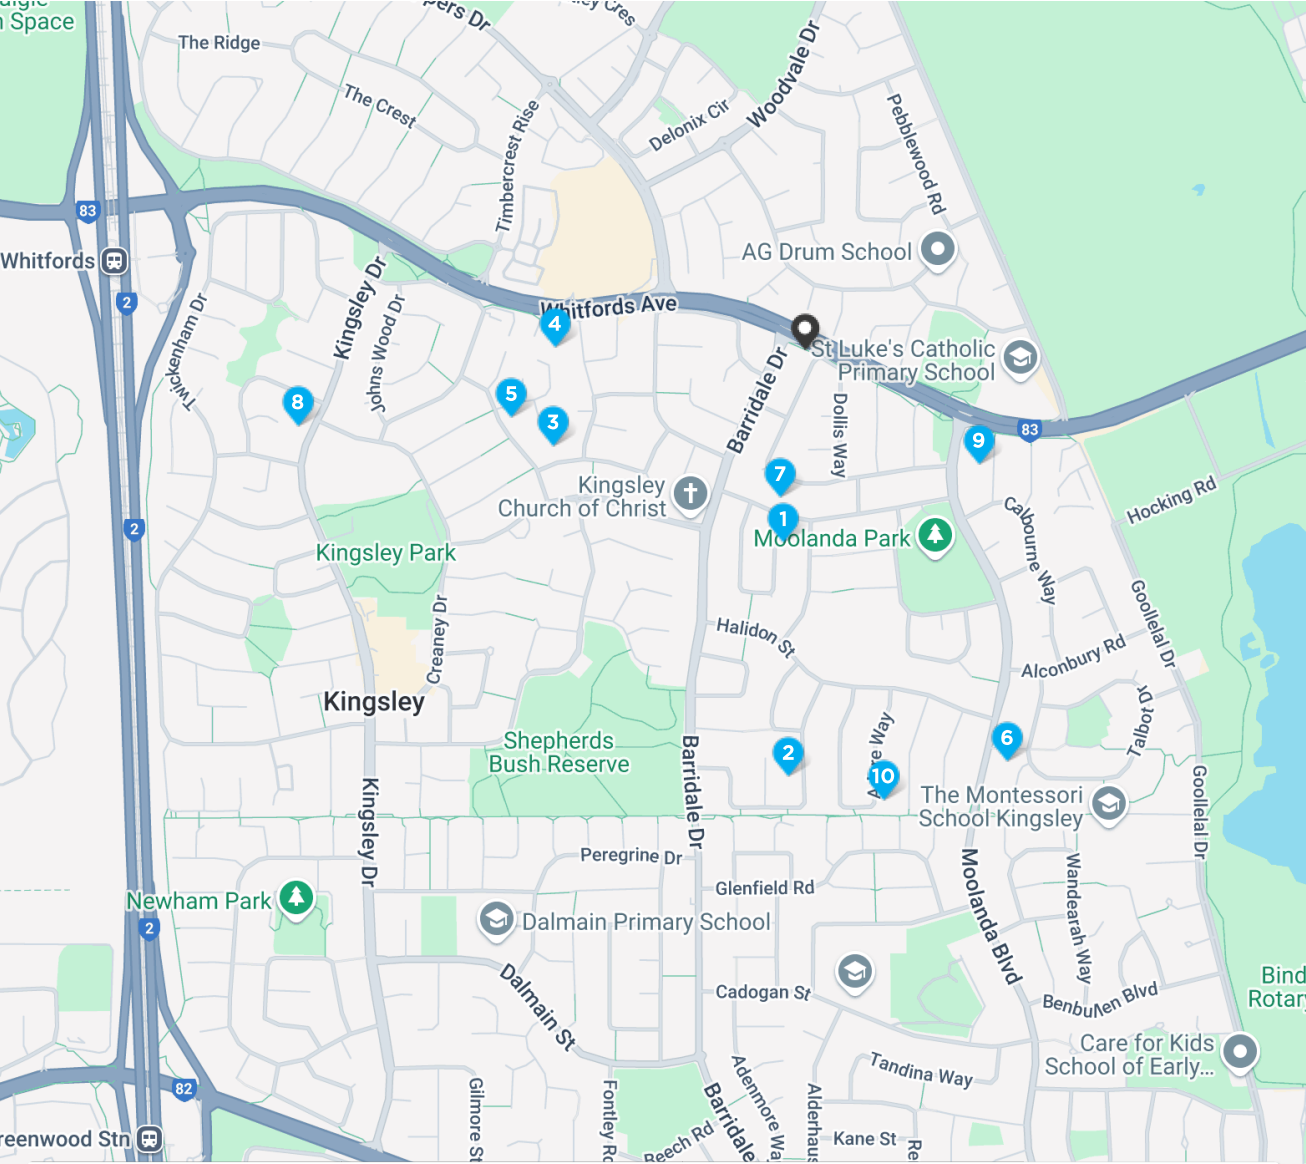 n Space
The Ridge
The Crest
Timbercrest Rise
Delonix Cir
Woodvale Dr
Pebblewood Rd
83
Whitfords
2
AG Drum School
Kingsley Dr
Johns Wood Dr
Twickenham Dr
Whitfords Ave
4
St Luke's Catholic
Primary School
Barridale Dr
Dollis Way
8
5
3
83
9
7
1
Kingsley
Church of Christ
Hocking Rd
2
Moolanda Park
Calbourne Way
Kingsley Park
Creaney Dr
Halidon St
Goollelal Dr
Alconbury Rd
Kingsley
Talbot Dr
Shepherds
Bush Reserve
Barridale Dr
2
6
10
The Montessori
School Kingsley
Goollelal Dr
Kingsley Dr
Peregrine Dr
Glenfield Rd
Moolanda Blvd
Wandearah Way
Newham Park
2
Dalmain Primary School
Dalmain St
Cadogan St
Benbullen Blvd
Bind
Rotary
Care for Kids
School of Early...
Tandina Way
82
Gilmore St
Adenmore Way
Barridale
Beech Rd
Kane St
reenwood Stn